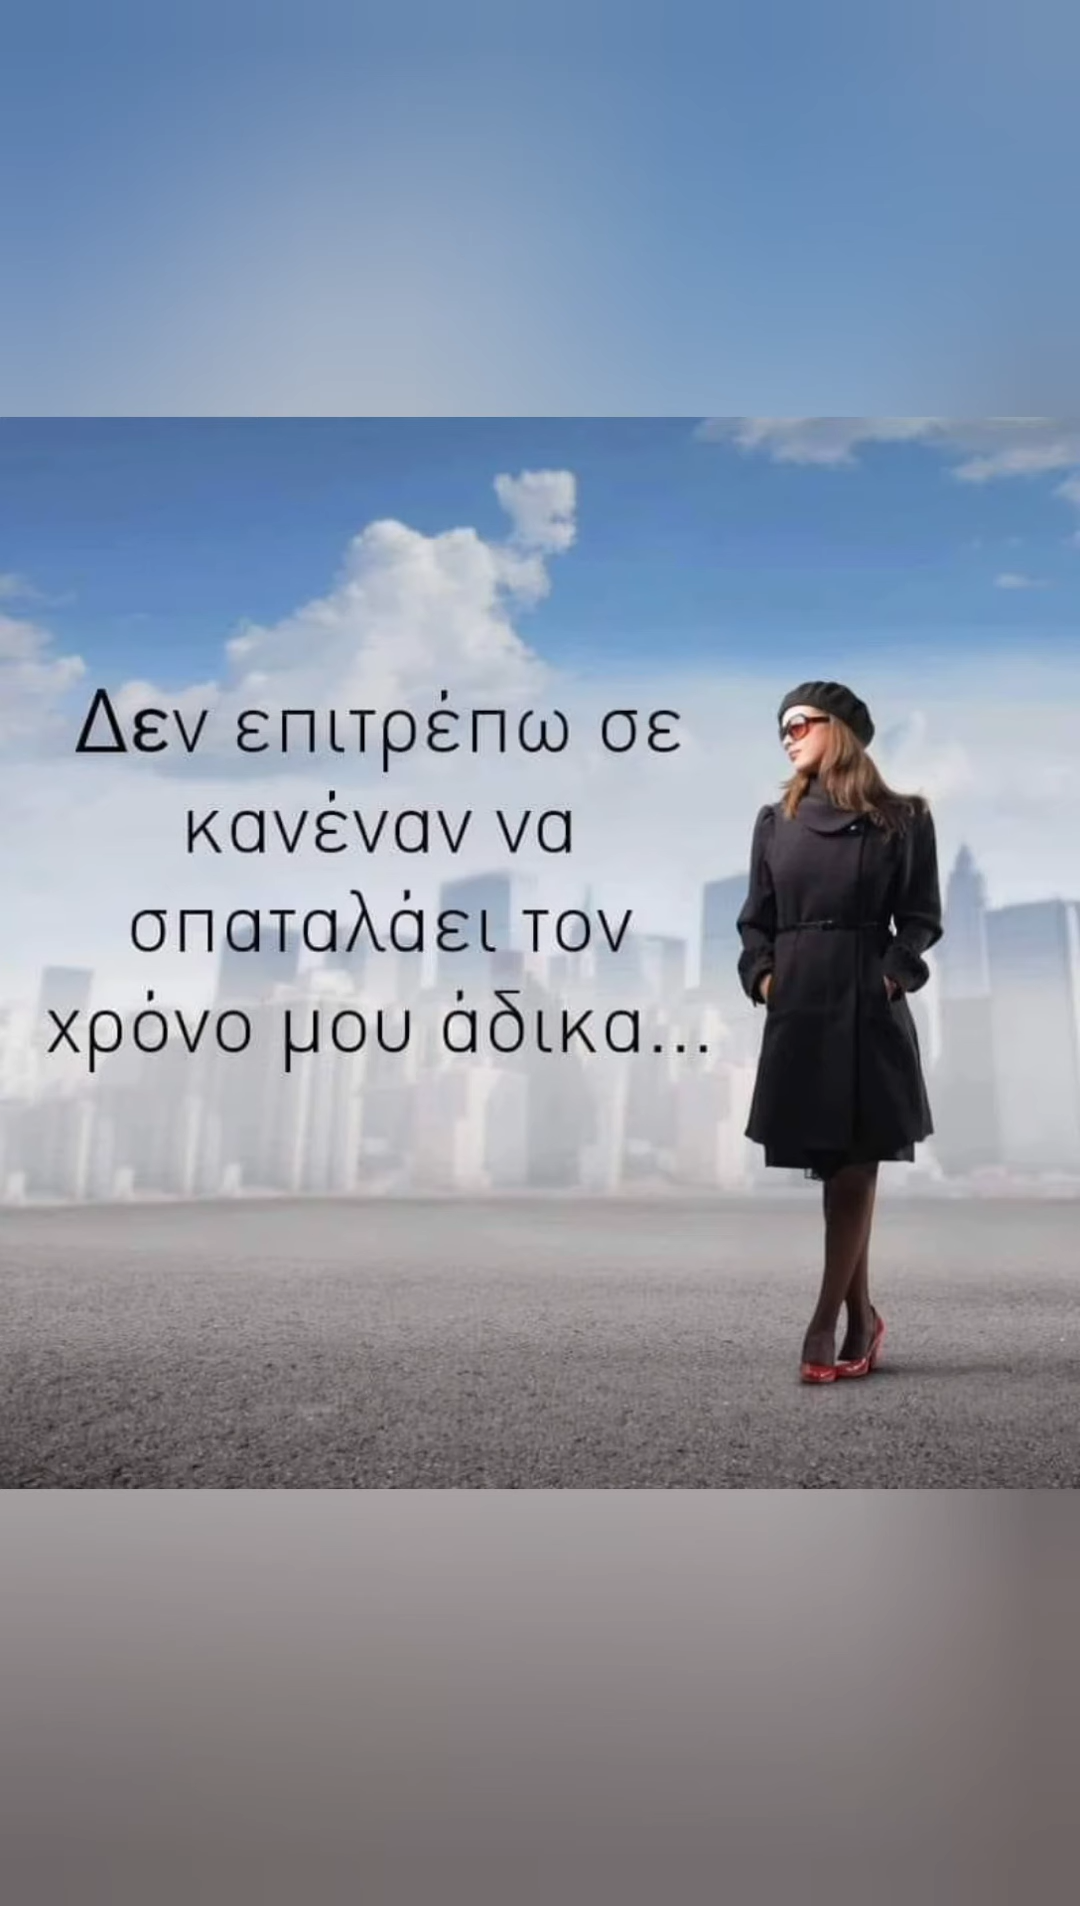 Δεν επιτρέπω σε
κανέναν να
σπαταλάει τον
χρόνο μου άδικα...